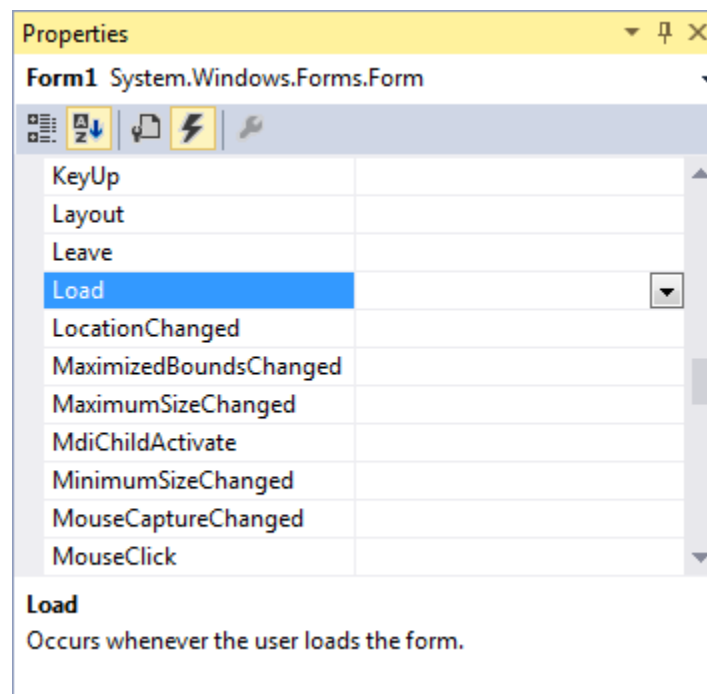 Properties
Form1 System.Windows.Forms.Form
KeyUp
Layout
Leave
Load
LocationChanged
MaximizedBoundsChanged
MaximumSizeChanged
MdiChildActivate
MinimumSizeChanged
MouseCaptureChanged
MouseClick
Load
Occurs whenever the user loads the form.